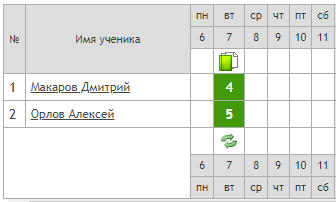 № Имя ученика пн вт ср чт пт сб
6 7 8 9 10 11
1 Макаров Дмитрий 4
2 Орлов Алексей 5
6 7 8 9 10 11
пн вт ср чт пт сб